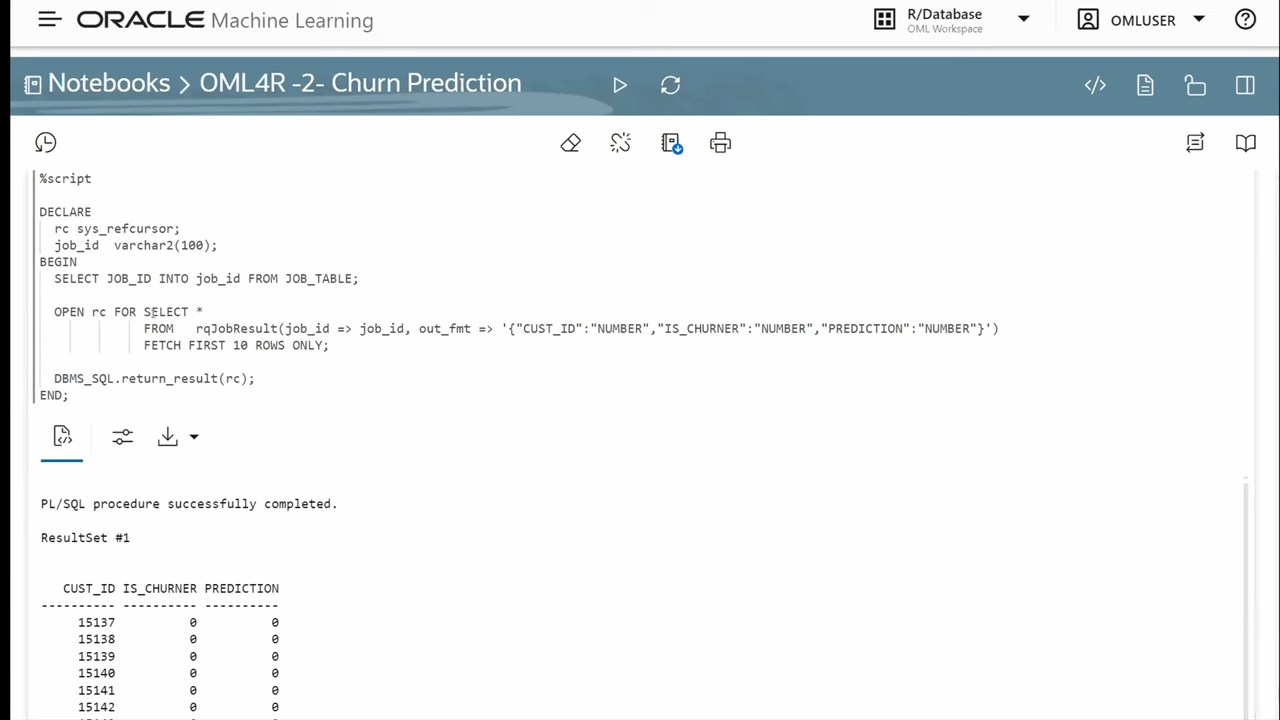 ORACLE Machine Learning
R/Database
OML Workspace
OMLUSER
Notebooks > OML4R -2- Churn Prediction
%script
DECLARE
rc sys_refcursor;
job_id  varchar2(100);
BEGIN
SELECT JOB_ID INTO job_id FROM JOB_TABLE;
OPEN rc FOR SELECT *
FROM   rqJobResult(job_id => job_id, out_fmt => '{"CUST_ID":"NUMBER","IS_CHURNER":"NUMBER","PREDICTION":"NUMBER"}')
FETCH FIRST 10 ROWS ONLY;
DBMS_SQL.return_result(rc);
END;
PL/SQL procedure successfully completed.
ResultSet #1
CUST_ID IS_CHURNER PREDICTION
---------- ---------- ----------
15137 0 0
15138 0 0
15139 0 0
15140 0 0
15141 0 0
15142 0 0